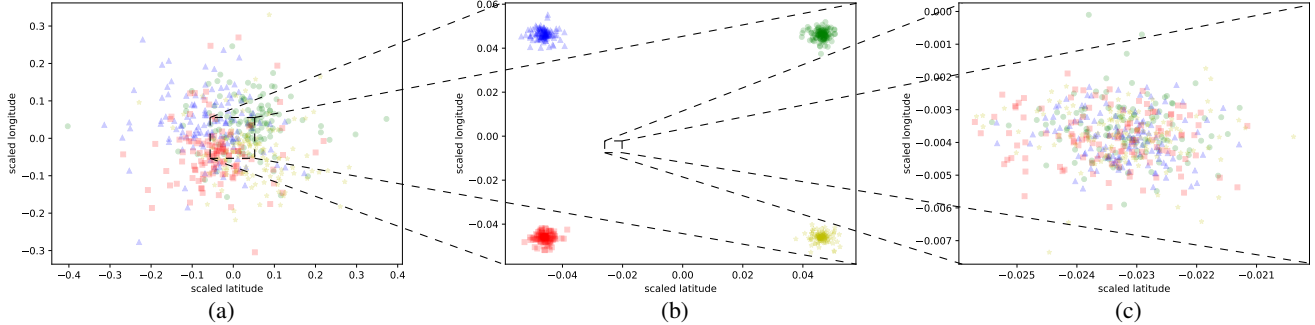 0.3
0.2
0.1
0.0
−0.1
−0.2
−0.3
scaled longitude
−0.4 −0.3 −0.2 −0.1 0.0 0.1 0.2 0.3 0.4
scaled latitude
(a)
0.06
0.04
0.02
0.00
−0.02
−0.04
scaled longitude
−0.04 −0.02 0.00 0.02 0.04
scaled latitude
(b)
0.000
−0.001
−0.002
−0.003
−0.004
−0.005
−0.006
−0.007
scaled longitude
−0.025 −0.024 −0.023 −0.022 −0.021
scaled latitude
(c)